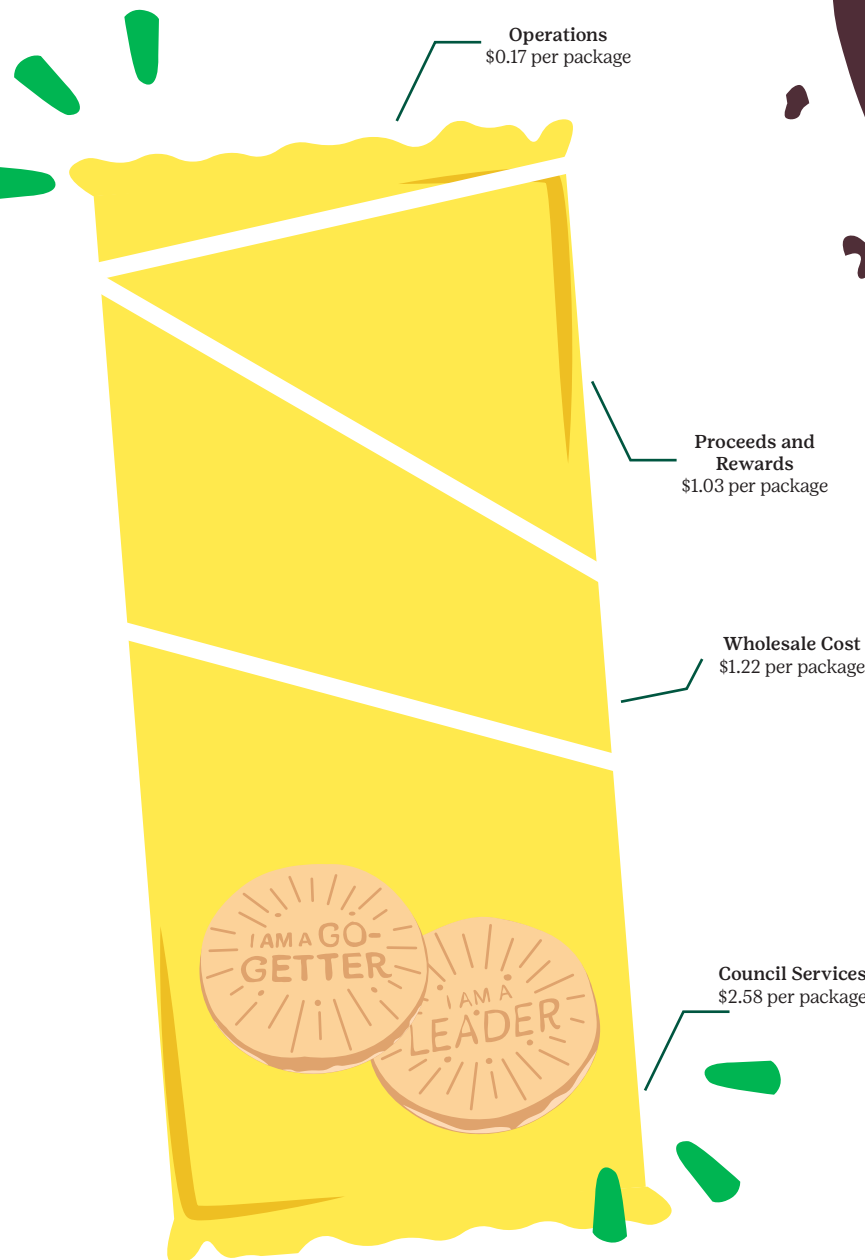 Operations
$0.17 per package
Proceeds and
Rewards
$1.03 per package
Wholesale Cost
$1.22 per package
I AM A GO-
GETTER
Council Services
$2.58 per package
I AM A
LEADER